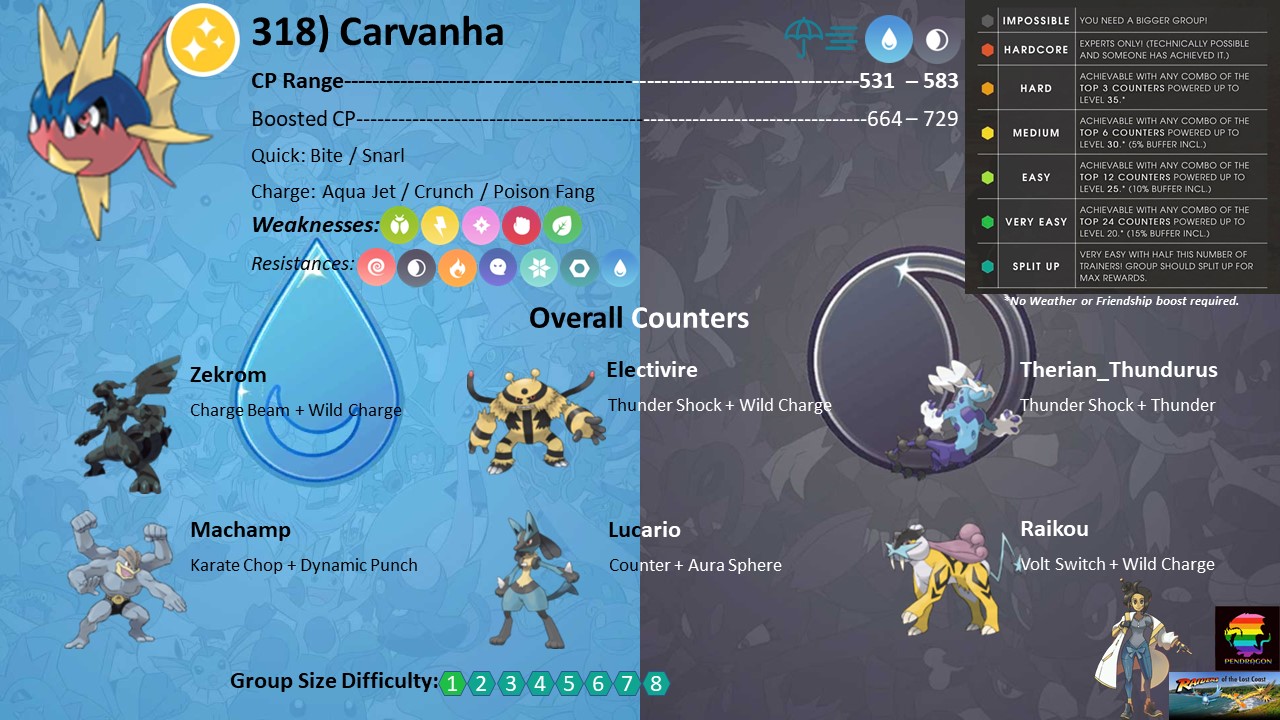 318) Carvanha
CP Range---531 – 583
Boosted CP---664 – 729
Quick: Bite / Snarl
Charge: Aqua Jet / Crunch / Poison Fang
Weaknesses:
Resistances:
IMPOSSIBLE YOU NEED A BIGGER GROUP!
HARDCORE EXPERTS ONLY! (TECHNICALLY POSSIBLE
AND SOMEONE HAS ACHIEVED IT.)
HARD ACHIEVABLE WITH ANY COMBO OF THE
TOP 3 COUNTERS POWERED UP TO
LEVEL 35.*
MEDIUM ACHIEVABLE WITH ANY COMBO OF THE
TOP 6 COUNTERS POWERED UP TO
LEVEL 30.* (5% BUFFER INCL.)
EASY ACHIEVABLE WITH ANY COMBO OF THE
TOP 12 COUNTERS POWERED UP TO
LEVEL 25.* (10% BUFFER INCL.)
VERY EASY ACHIEVABLE WITH ANY COMBO OF THE
TOP 24 COUNTERS POWERED UP TO
LEVEL 20.* (15% BUFFER INCL.)
SPLIT UP VERY EASY WITH HALF THIS NUMBER OF
TRAINERS! GROUP SHOULD SPLIT UP FOR
MAX REWARDS.
*No Weather or Friendship boost required.
Overall Counters
Zekrom
Charge Beam + Wild Charge
Electivire
Thunder Shock + Wild Charge
Therian_Thundurus
Thunder Shock + Thunder
Machamp
Karate Chop + Dynamic Punch
Lucario
Counter + Aura Sphere
Raikou
Volt Switch + Wild Charge
Group Size Difficulty: 1 2 3 4 5 6 7 8
PENDRAGON
RAIDERS of the Lost Coast